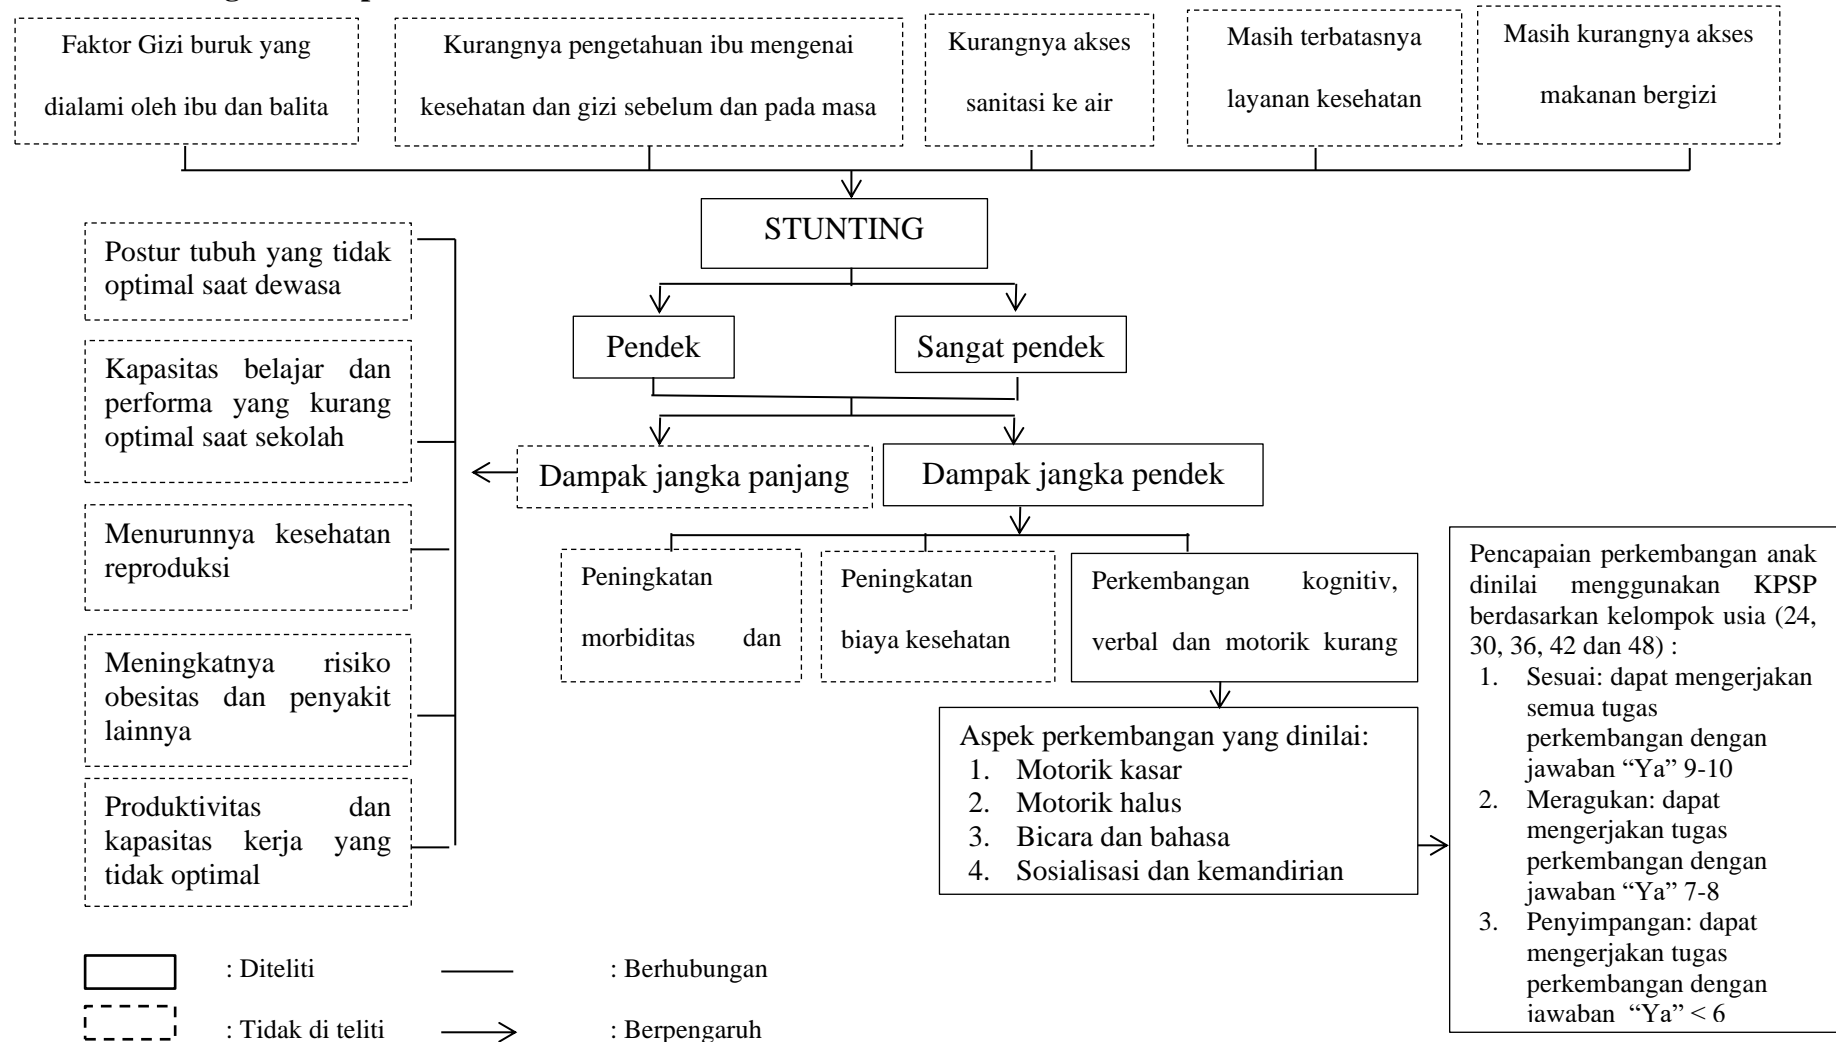 Faktor Gizi buruk yang
dialami oleh ibu dan balita
Kurangnya pengetahuan ibu mengenai
kesehatan dan gizi sebelum dan pada masa
Kurangnya akses
sanitasi ke air
Masih terbatasnya
layanan kesehatan
Masih kurangnya akses
makanan bergizi
STUNTING
Pendek
Sangat pendek
Dampak jangka panjang
Dampak jangka pendek
Postur tubuh yang tidak
optimal saat dewasa
Kapasitas belajar dan
performa yang kurang
optimal saat sekolah
Menurunnya kesehatan
reproduksi
Meningkatnya risiko
obesitas dan penyakit
lainnya
Produktivitas dan
kapasitas kerja yang
tidak optimal
Peningkatan
morbiditas dan
Peningkatan
biaya kesehatan
Perkembangan kognitiv,
verbal dan motorik kurang
Aspek perkembangan yang dinilai:
1. Motorik kasar
2. Motorik halus
3. Bicara dan bahasa
4. Sosialisasi dan kemandirian
Pencapaian perkembangan anak
dinilai menggunakan KPSP
berdasarkan kelompok usia (24,
30, 36, 42 dan 48) :
1. Sesuai: dapat mengerjakan
semua tugas
perkembangan dengan
jawaban “Ya” 9-10
2. Meragukan: dapat
mengerjakan tugas
perkembangan dengan
jawaban “Ya” 7-8
3. Penyimpangan: dapat
mengerjakan tugas
perkembangan dengan
jawaban “Ya” < 6
: Diteliti
: Berhubungan
: Tidak di teliti
: Berpengaruh